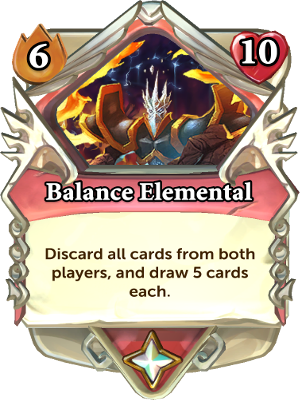 6 10
Balance Elemental
Discard all cards from both
players, and draw 5 cards
each.